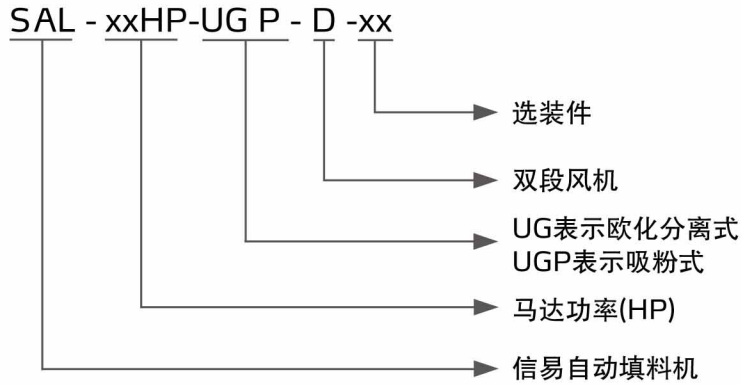 SAL - xxHP-UG P - D -xx
选装件
双段风机
UG表示欧化分离式
UGP表示吸粉式
马达功率(HP)
信易自动填料机